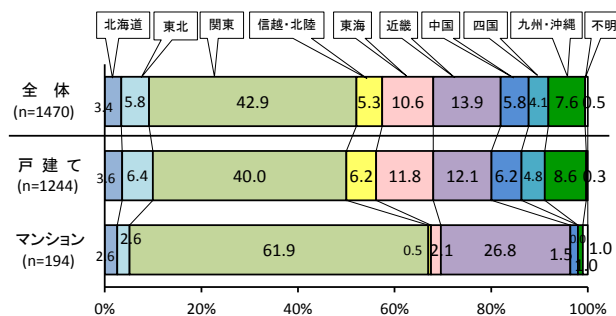 北海道 東北 関東 信越・北陸 東海 近畿 中国 四国 九州・沖縄 不明
全 体
(n=1470)
3.4 5.8 42.9 5.3 10.6 13.9 5.8 4.1 7.6 0.5
戸 建 て
(n=1244)
3.6 6.4 40.0 6.2 11.8 12.1 6.2 4.8 8.6 0.3
マンション
(n=194)
2.6 2.6 61.9 0.5 2.1 26.8 1.5 0.0 1.0 1.0
0% 20% 40% 60% 80% 100%